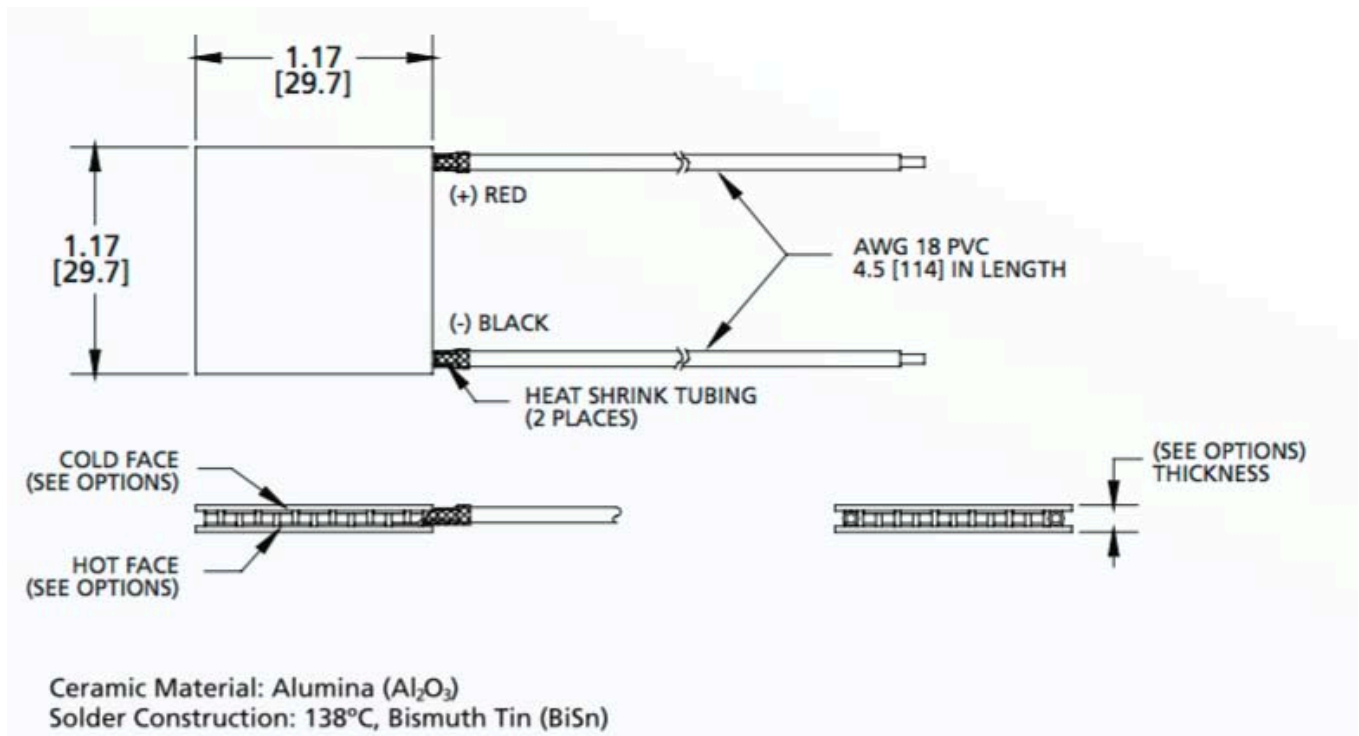 1.17
[29.7]
1.17
[29.7]
(+) RED
AWG 18 PVC
4.5 [114] IN LENGTH
(-) BLACK
HEAT SHRINK TUBING
(2 PLACES)
COLD FACE
(SEE OPTIONS)
(SEE OPTIONS)
THICKNESS
HOT FACE
(SEE OPTIONS)
Ceramic Material: Alumina (Al₂O₃)
Solder Construction: 138ºC, Bismuth Tin (BiSn)